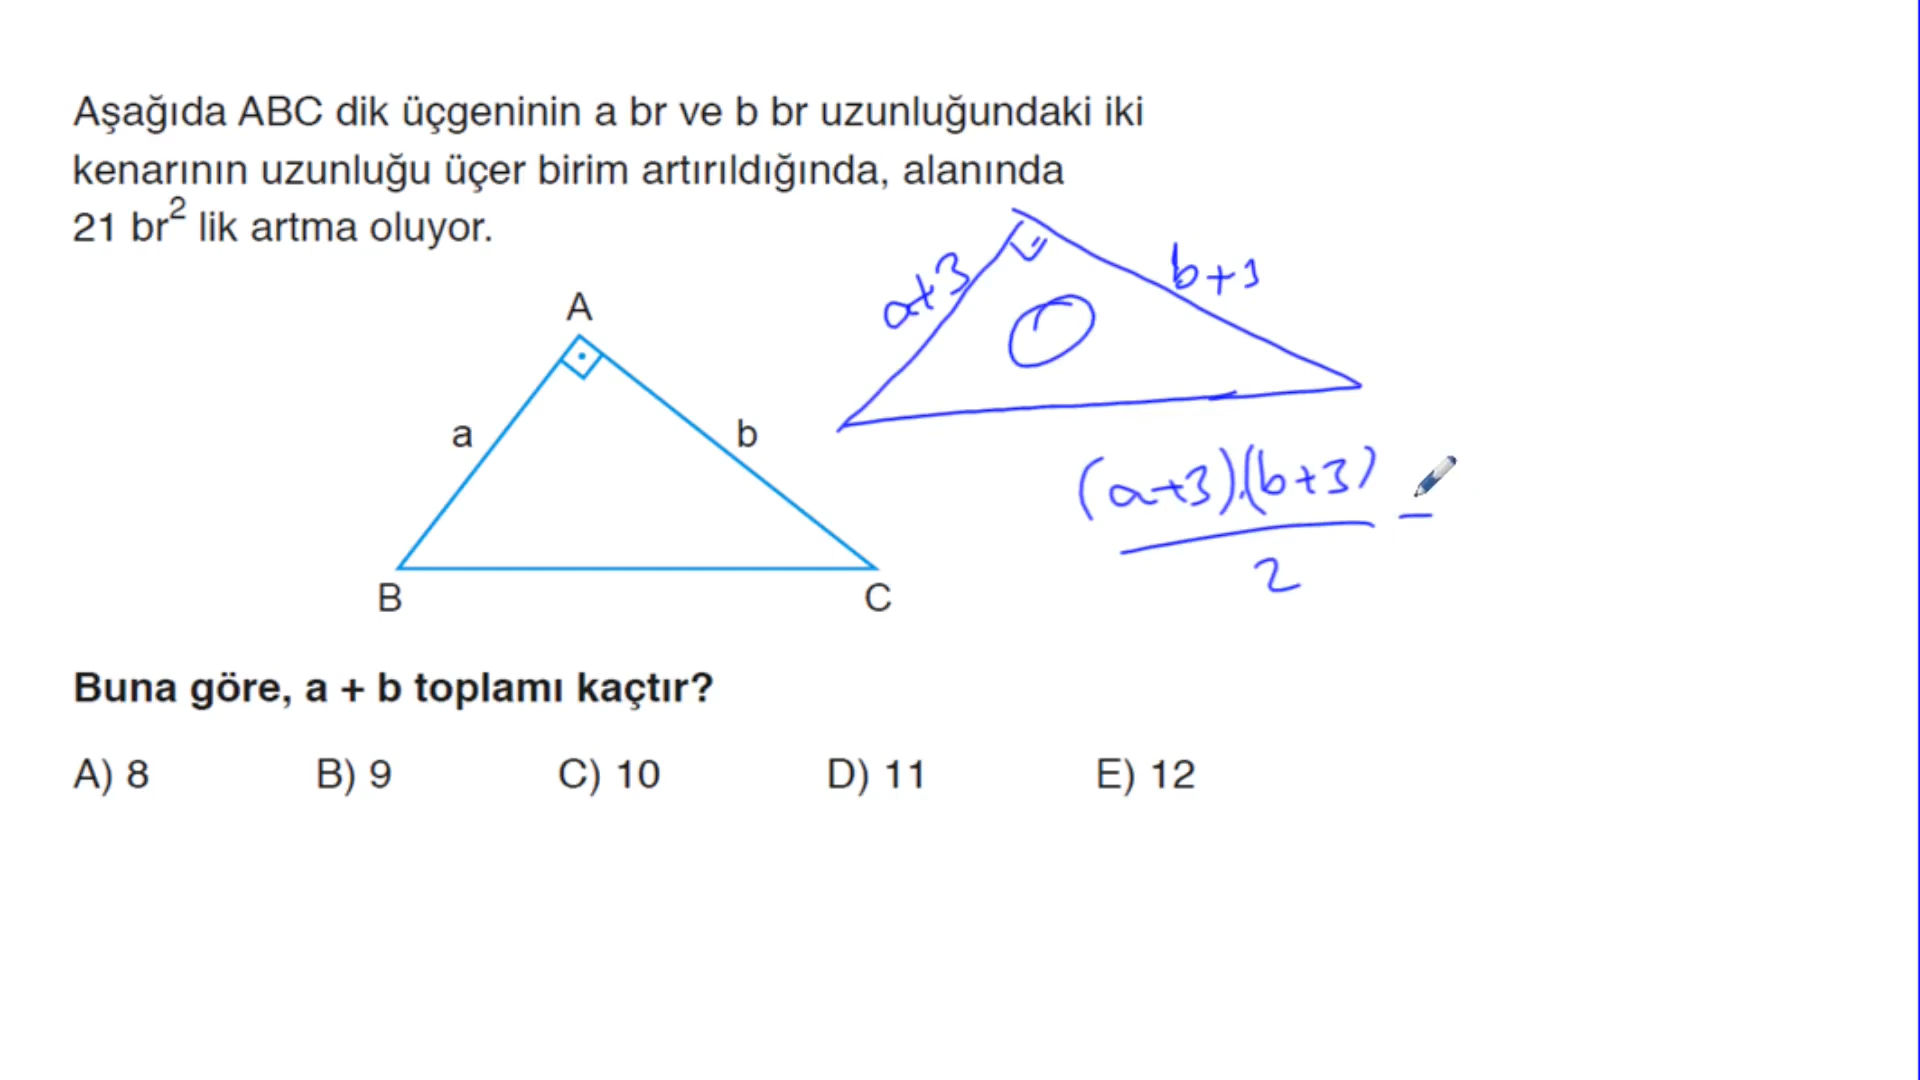 Aşağıda ABC dik üçgeninin a br ve b br uzunluğundaki iki
kenarının uzunluğu üçer birim artırıldığında, alanında
21 br² lik artma oluyor.
a+3
b+3
A
a
b
B
C
(a+3).(b+3)
2
Buna göre, a + b toplamı kaçtır?
A) 8 B) 9 C) 10 D) 11 E) 12